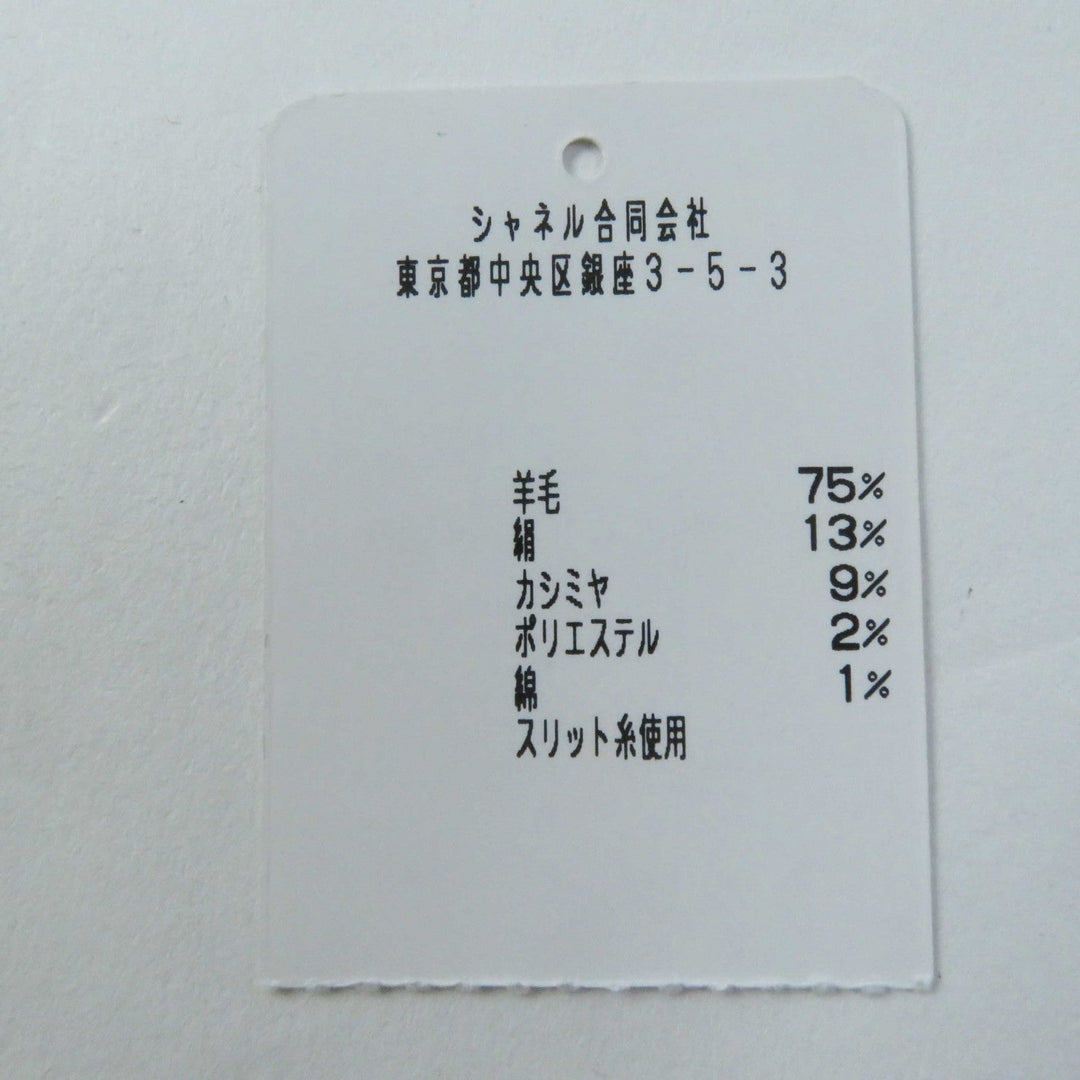 シャネル合同会社
東京都中央区銀座3-5-3
羊毛 75%
絹 13%
カシミヤ 9%
ポリエステル 2%
綿 1%
スリット糸使用